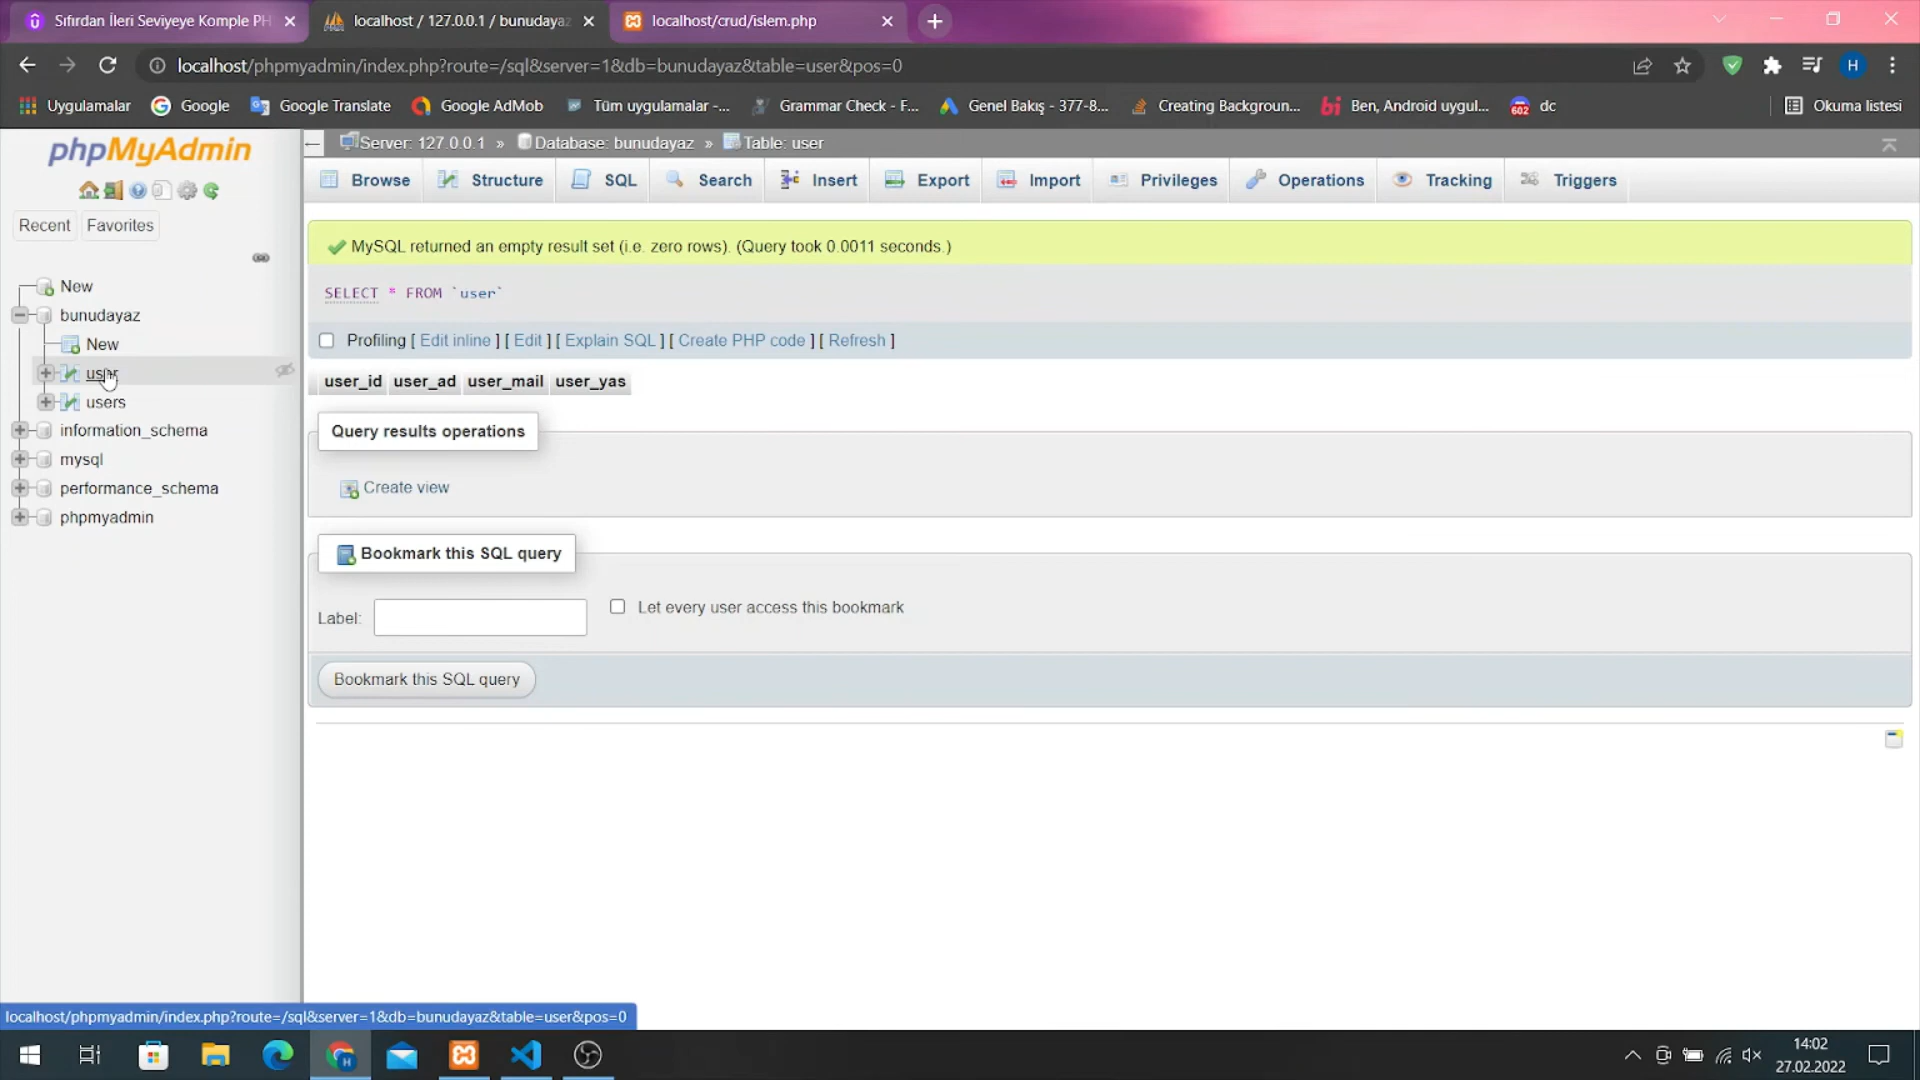 Sıfırdan İleri Seviyeye Komple PH
localhost / 127.0.0.1 / bunudayaz
localhost/crud/islem.php
localhost/phpmyadmin/index.php?route=/sql&server=1&db=bunudayaz&table=user&pos=0
H
Uygulamalar
Google
Google Translate
Google AdMob
Tüm uygulamalar -...
Grammar Check - F...
Genel Bakış - 377-8...
Creating Backgroun...
Ben, Android uygul...
602
dc
Okuma listesi
phpMyAdmin
Server: 127.0.0.1 » Database: bunudayaz » Table: user
Browse
Structure
SQL
Search
Insert
Export
Import
Privileges
Operations
Tracking
Triggers
Recent
Favorites
New
bunudayaz
New
user
users
information_schema
mysql
performance_schema
phpmyadmin
MySQL returned an empty result set (i.e. zero rows). (Query took 0.0011 seconds.)
SELECT * FROM `user`
Profiling [ Edit inline ] [ Edit ] [ Explain SQL ] [ Create PHP code ] [ Refresh ]
user_id user_ad user_mail user_yas
Query results operations
Create view
Bookmark this SQL query
Label:
Let every user access this bookmark
Bookmark this SQL query
localhost/phpmyadmin/index.php?route=/sql&server=1&db=bunudayaz&table=user&pos=0
14:02
27.02.2022